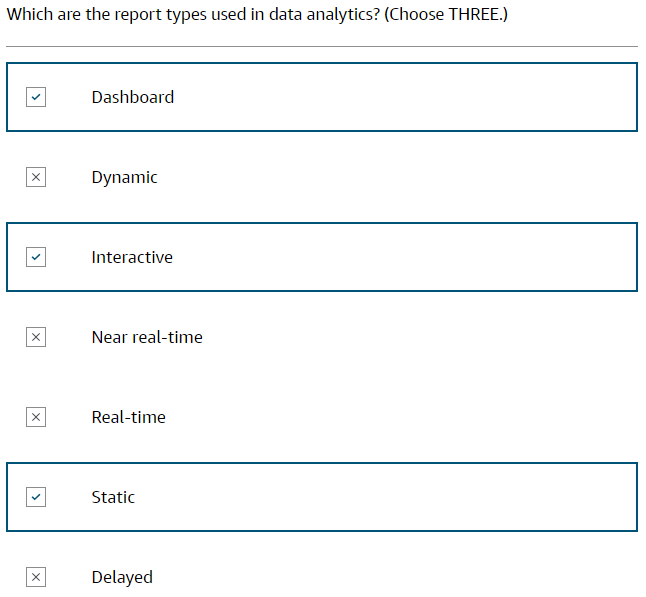 Which are the report types used in data analytics? (Choose THREE.)
Dashboard
Dynamic
Interactive
Near real-time
Real-time
Static
Delayed